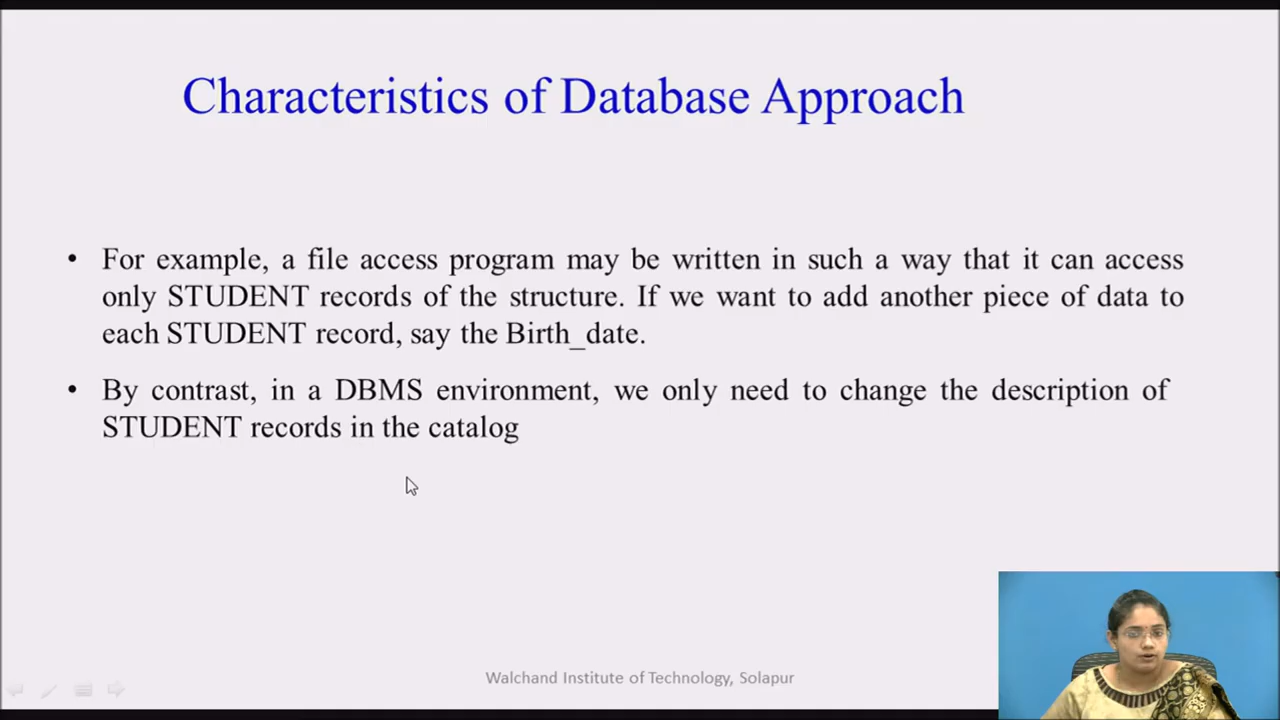 Characteristics of Database Approach
• For example, a file access program may be written in such a way that it can access
only STUDENT records of the structure. If we want to add another piece of data to
each STUDENT record, say the Birth_date.
• By contrast, in a DBMS environment, we only need to change the description of
STUDENT records in the catalog
Walchand Institute of Technology, Solapur